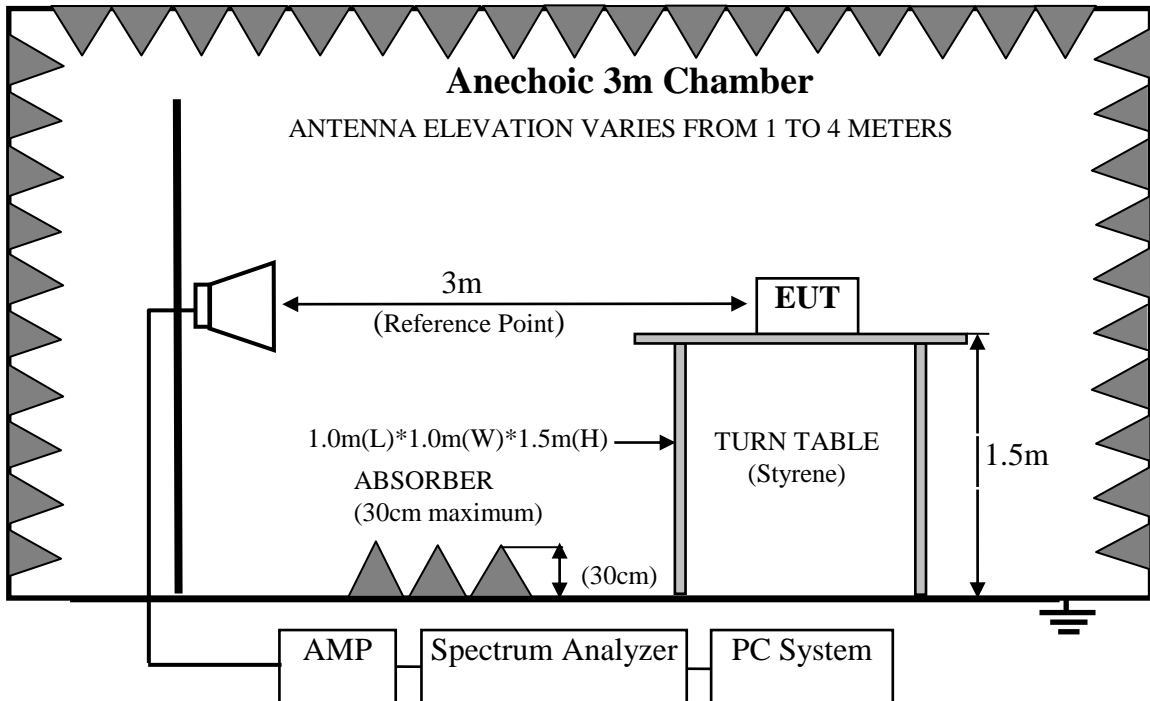 Anechoic 3m Chamber
ANTENNA ELEVATION VARIES FROM 1 TO 4 METERS
3m
(Reference Point)
EUT
1.0m(L)*1.0m(W)*1.5m(H)
TURN TABLE
(Styrene)
1.5m
ABSORBER
(30cm maximum)
(30cm)
AMP
Spectrum Analyzer
PC System